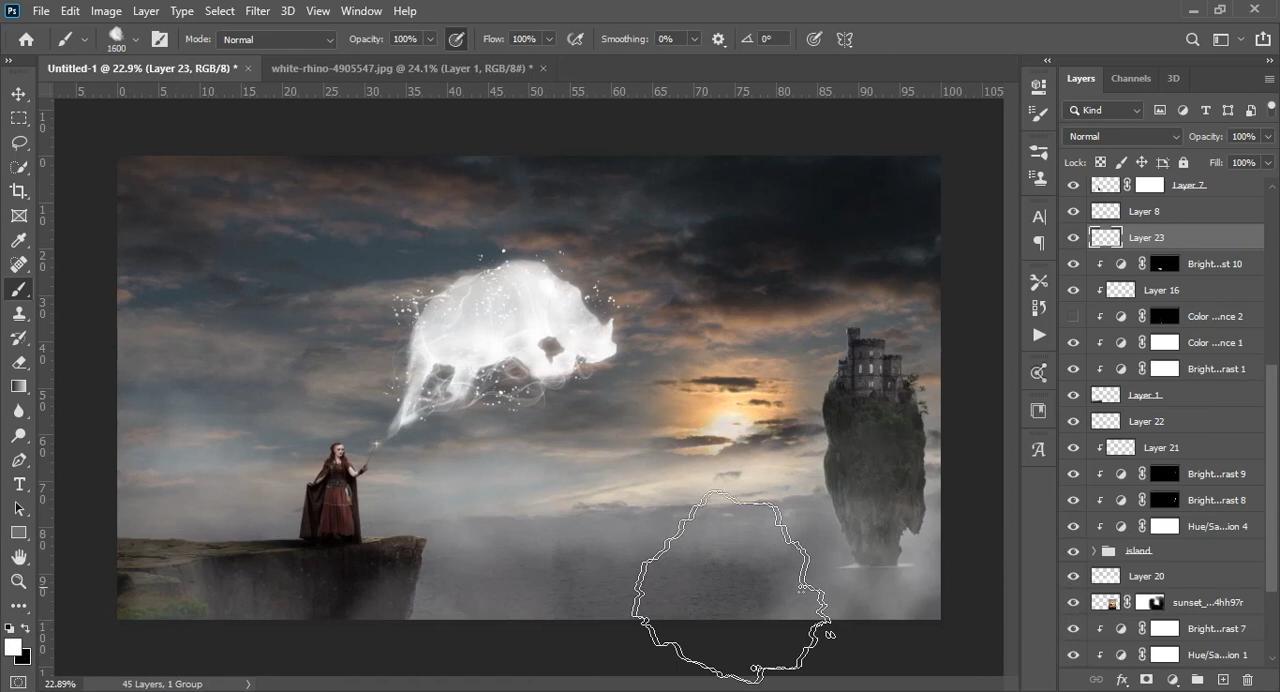 Ps File Edit Image Layer Type Select Filter 3D View Window Help
1600 Mode: Normal Opacity: 100% Flow: 100% Smoothing: 0% 0°
Untitled-1 @ 22.9% (Layer 23, RGB/8) * × white-rhino-4905547.jpg @ 24.1% (Layer 1, RGB/8#) * ×
5 0 5 10 15 20 25 30 35 40 45 50 55 60 65 70 75 80 85 90 95 100 105
Layers Channels 3D
Kind
Normal Opacity: 100%
Lock: Fill: 100%
Layer 7
Layer 8
Layer 23
Bright...st 10
Layer 16
Color ...nce 2
Color ...nce 1
Bright...rast 1
Layer 1
Layer 22
Layer 21
Bright...rast 9
Bright...rast 8
Hue/Sa...ion 4
island
Layer 20
sunset_...4hh97r
Bright...rast 7
Hue/Sa...ion 1
22.89% 45 Layers, 1 Group